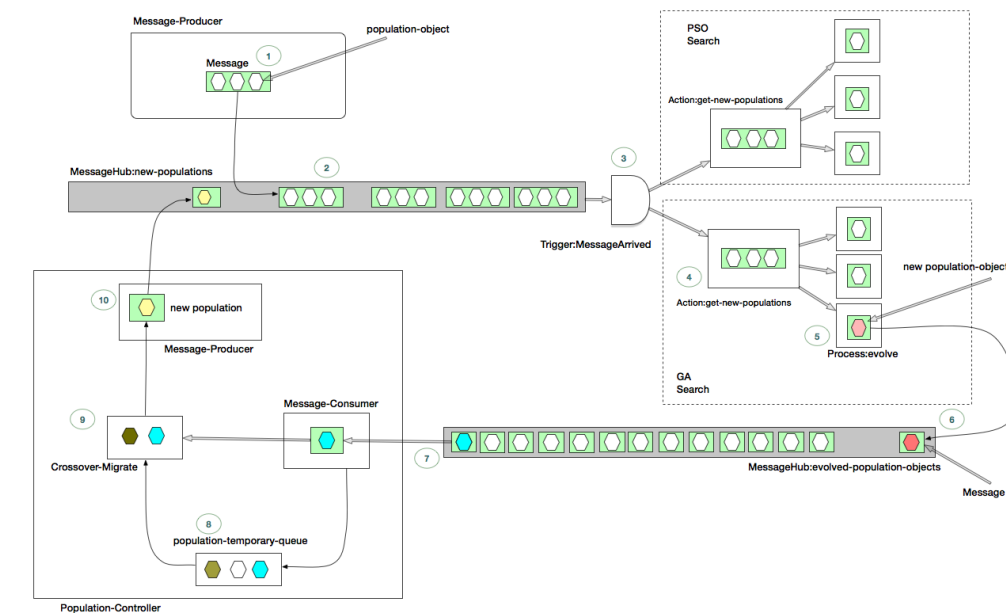 Message-Producer
population-object
Message
1
PSO
Search
Action:get-new-populations
MessageHub:new-populations
2
3
Trigger:MessageArrived
4
Action:get-new-populations
new population-object
5
Process:evolve
GA
Search
10
new population
Message-Producer
9
Crossover-Migrate
Message-Consumer
7
6
MessageHub:evolved-population-objects
Message
8
population-temporary-queue
Population-Controller